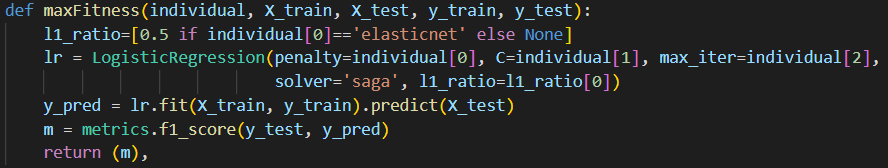 def maxFitness(individual, X_train, X_test, y_train, y_test):
    l1_ratio=[0.5 if individual[0]=='elasticnet' else None]
    lr = LogisticRegression(penalty=individual[0], C=individual[1], max_iter=individual[2],
                            solver='saga', l1_ratio=l1_ratio[0])
    y_pred = lr.fit(X_train, y_train).predict(X_test)
    m = metrics.f1_score(y_test, y_pred)
    return (m),